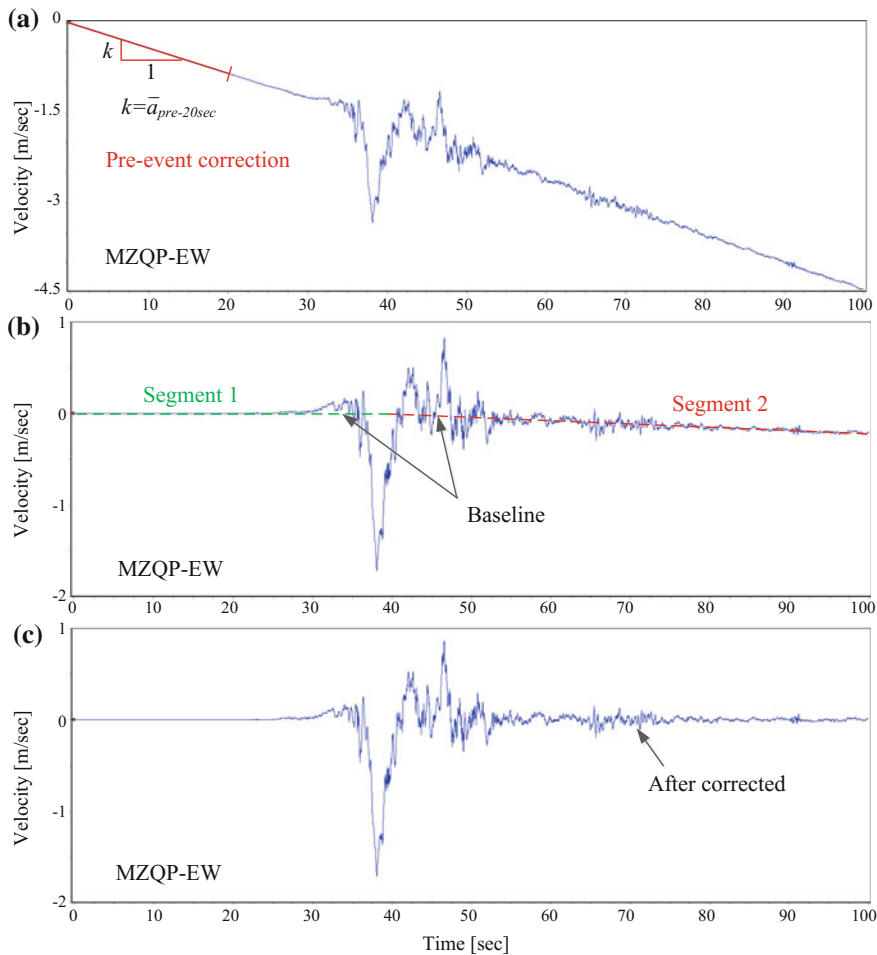 (a)
0
-1.5
-3
-4.5
Velocity [m/sec]
k
1
k=a̅pre-20sec
Pre-event correction
MZQP-EW
0 10 20 30 40 50 60 70 80 90 100
(b)
1
0
-1
-2
Velocity [m/sec]
Segment 1
Segment 2
Baseline
MZQP-EW
0 10 20 30 40 50 60 70 80 90 100
(c)
1
0
-1
-2
Velocity [m/sec]
After corrected
MZQP-EW
0 10 20 30 40 50 60 70 80 90 100
Time [sec]